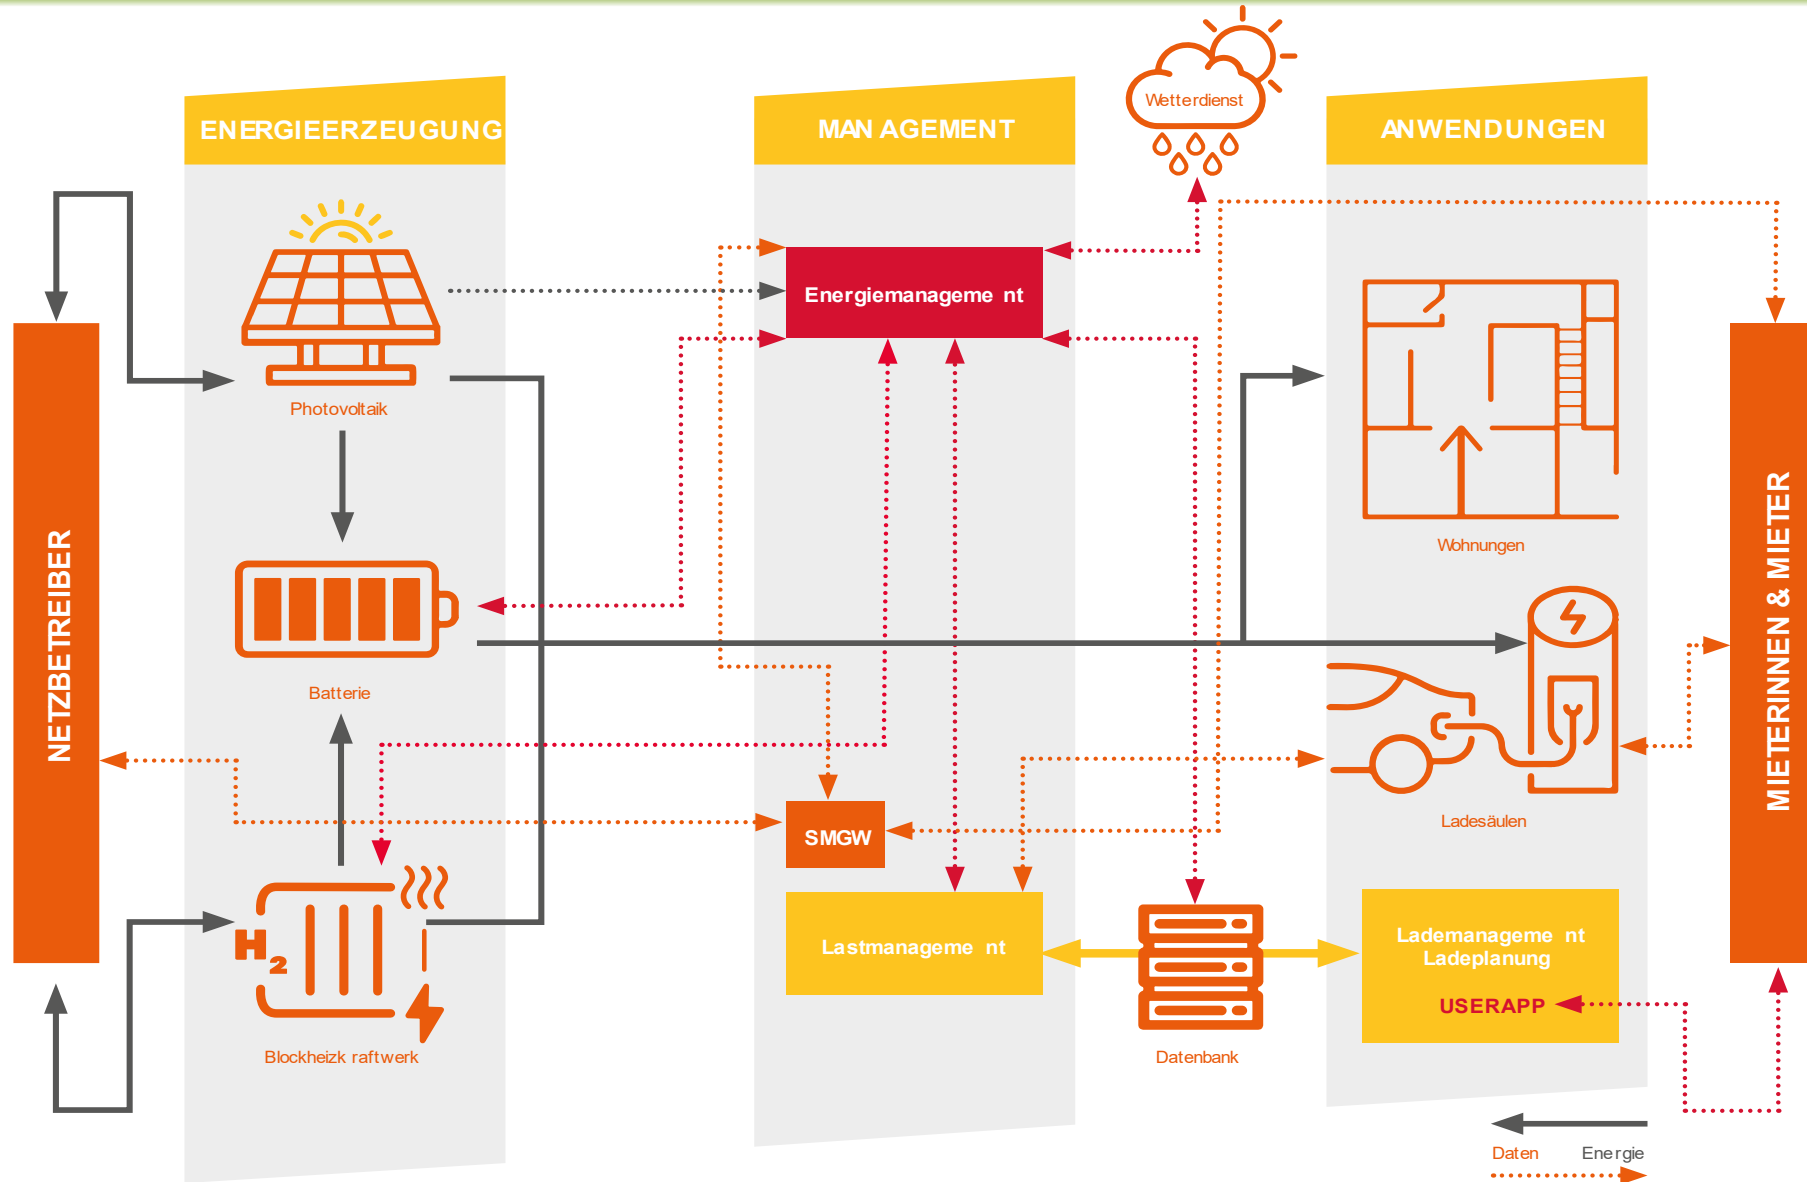 Wetterdienst
ENERGIEERZEUGUNG
MANAGEMENT
ANWENDUNGEN
Energiemanagement
Photovoltaik
Wohnungen
NETZBETREIBER
MIETERINNEN & MIETER
Batterie
SMGW
Ladesäulen
H2
Lastmanagement
Lademanagement
Ladeplanung
USERAPP
Blockheizkraftwerk
Datenbank
Daten
Energie